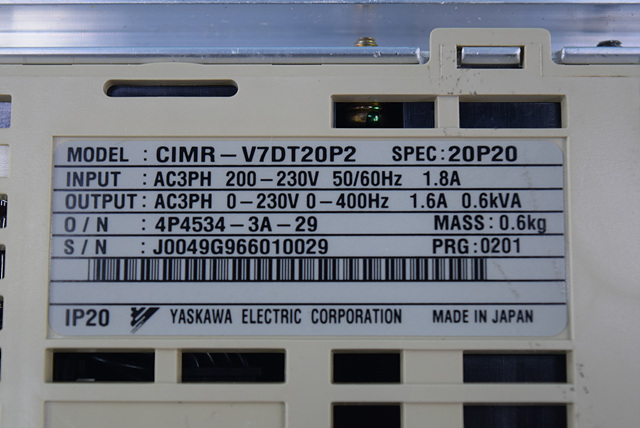 MODEL : CIMR-V7DT20P2 SPEC:20P20
INPUT : AC3PH 200-230V 50/60Hz 1.8A
OUTPUT : AC3PH 0-230V 0-400Hz 1.6A 0.6kVA
O/N : 4P4534-3A-29 MASS:0.6kg
S/N : J0049G966010029 PRG:0201
IP20 YASKAWA ELECTRIC CORPORATION MADE IN JAPAN